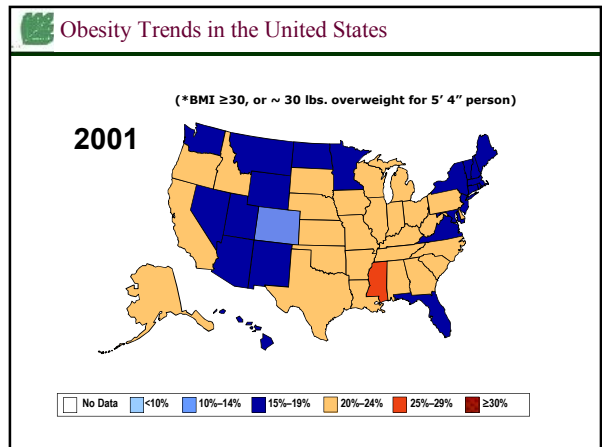 Obesity Trends in the United States
(*BMI ≥30, or ~ 30 lbs. overweight for 5′ 4″ person)
2001
No Data <10% 10%–14% 15%–19% 20%–24% 25%–29% ≥30%